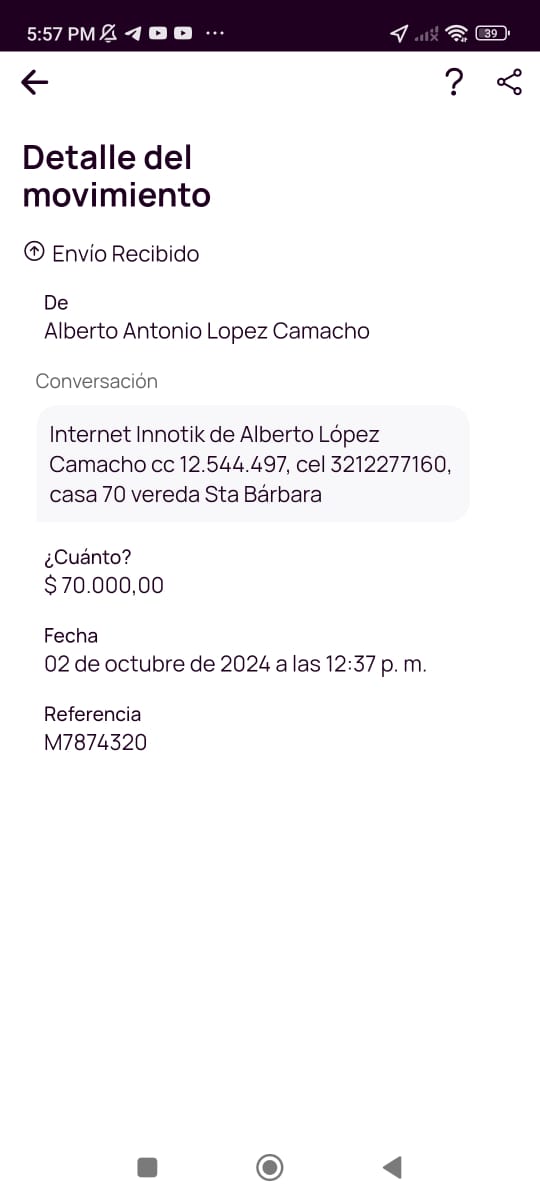 5:57 PM
39
?
Detalle del
movimiento
Envío Recibido
De
Alberto Antonio Lopez Camacho
Conversación
Internet Innotik de Alberto López
Camacho cc 12.544.497, cel 3212277160,
casa 70 vereda Sta Bárbara
¿Cuánto?
$ 70.000,00
Fecha
02 de octubre de 2024 a las 12:37 p. m.
Referencia
M7874320